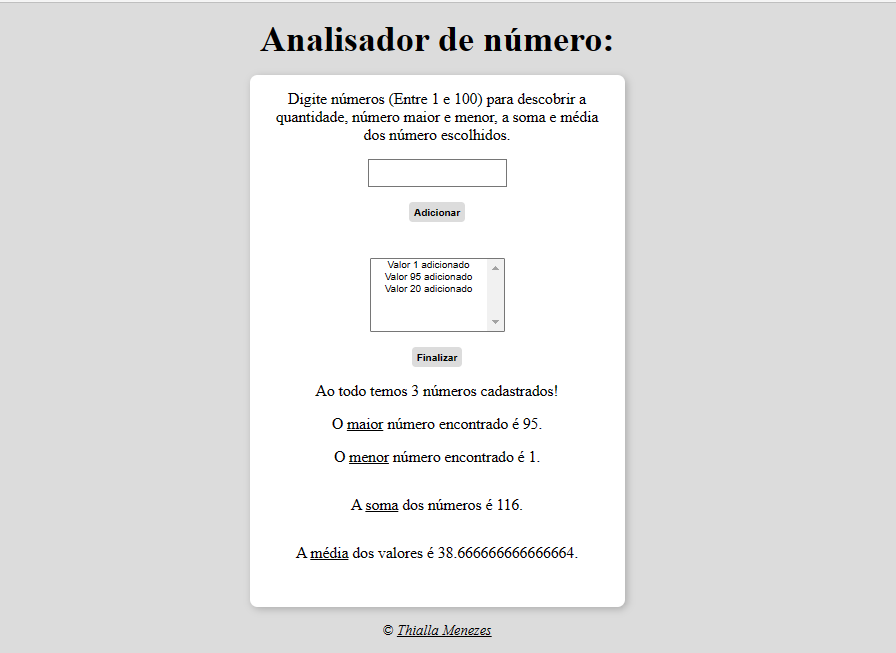 Analisador de número:
Digite números (Entre 1 e 100) para descobrir a
quantidade, número maior e menor, a soma e média
dos número escolhidos.
Adicionar
Valor 1 adicionado
Valor 95 adicionado
Valor 20 adicionado
Finalizar
Ao todo temos 3 números cadastrados!
O maior número encontrado é 95.
O menor número encontrado é 1.
A soma dos números é 116.
A média dos valores é 38.666666666666664.
© Thialla Menezes